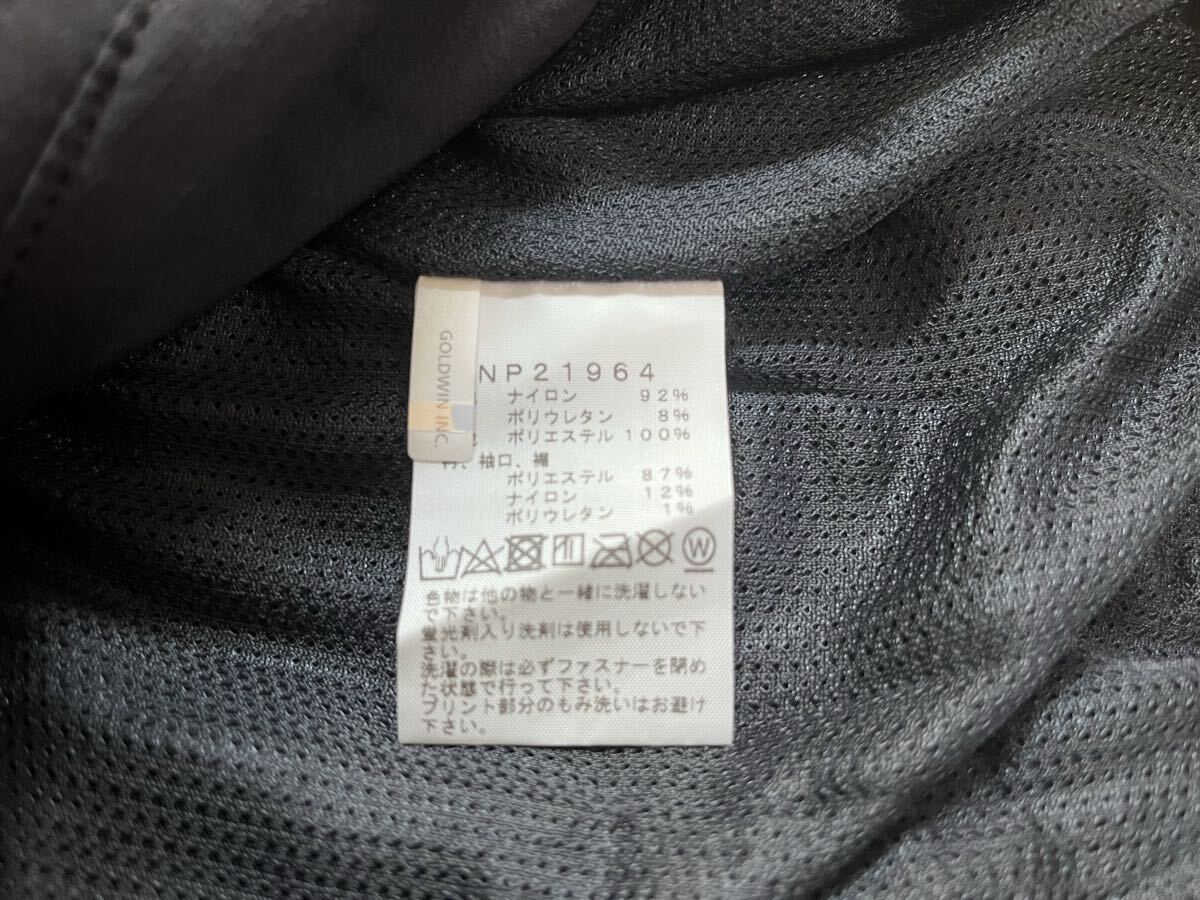 GOLDWIN INC.
NP21964
ナイロン 92%
ポリウレタン 8%
ポリエステル 100%
袖口、裾
ポリエステル 87%
ナイロン 12%
ポリウレタン 1%
W
色物は他の物と一緒に洗濯しない
で下さい。
蛍光剤入り洗剤は使用しないで下
さい。
洗濯の際は必ずファスナーを閉め
た状態で行って下さい。
プリント部分のもみ洗いはお避け
下さい。